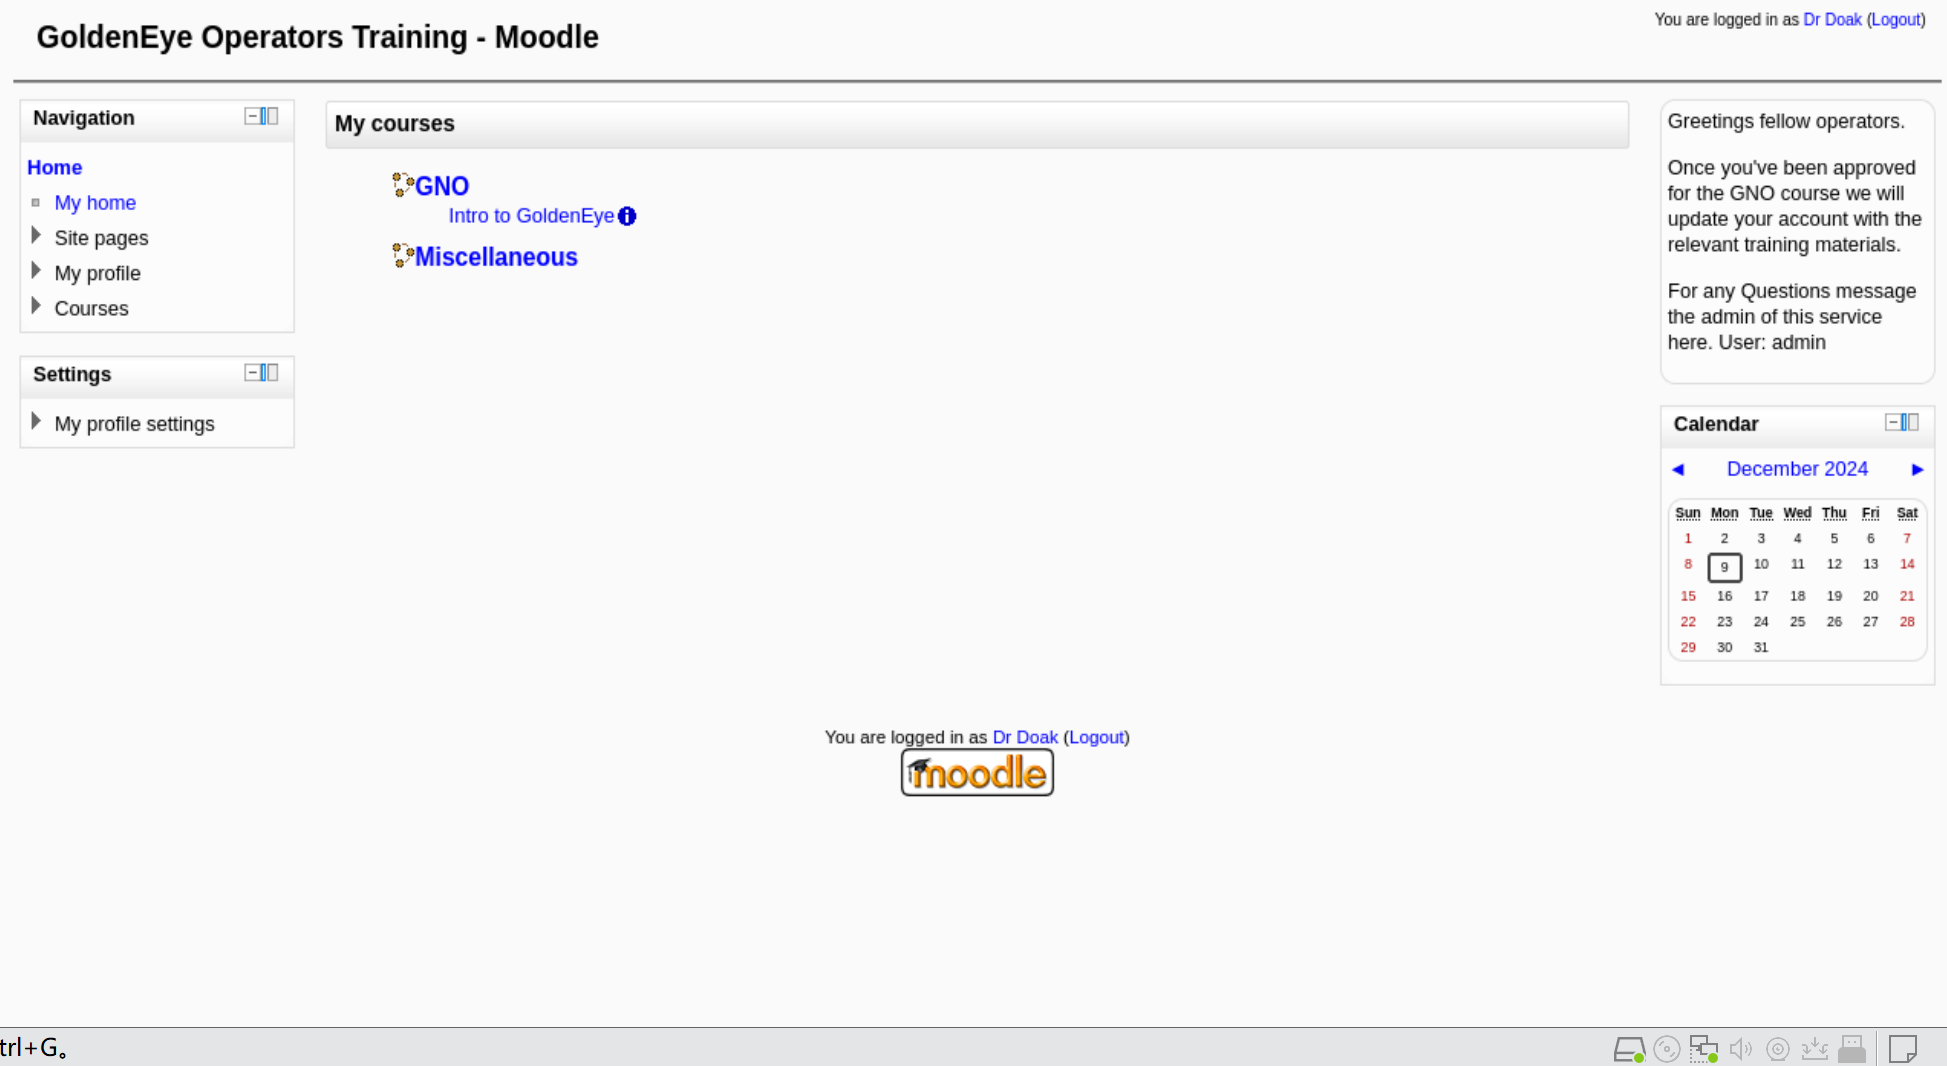 GoldenEye Operators Training - Moodle
You are logged in as Dr Doak (Logout)
Navigation
Home
My home
Site pages
My profile
Courses
Settings
My profile settings
My courses
GNO
Intro to GoldenEye
Miscellaneous
Greetings fellow operators.
Once you've been approved
for the GNO course we will
update your account with the
relevant training materials.
For any Questions message
the admin of this service
here. User: admin
Calendar
◄ December 2024 ►
Sun Mon Tue Wed Thu Fri Sat
1 2 3 4 5 6 7
8 9 10 11 12 13 14
15 16 17 18 19 20 21
22 23 24 25 26 27 28
29 30 31
You are logged in as Dr Doak (Logout)
moodle
trl+G。